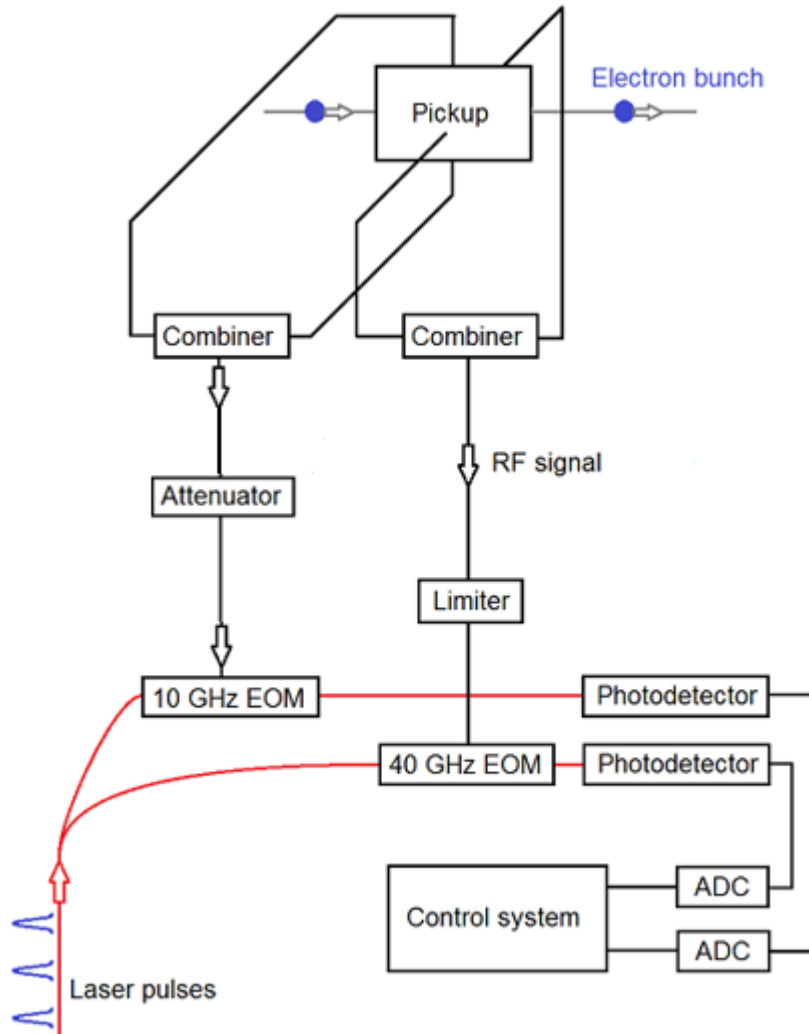 Electron bunch
Pickup
Combiner
Combiner
RF signal
Attenuator
Limiter
10 GHz EOM
Photodetector
40 GHz EOM
Photodetector
Control system
ADC
ADC
Laser pulses